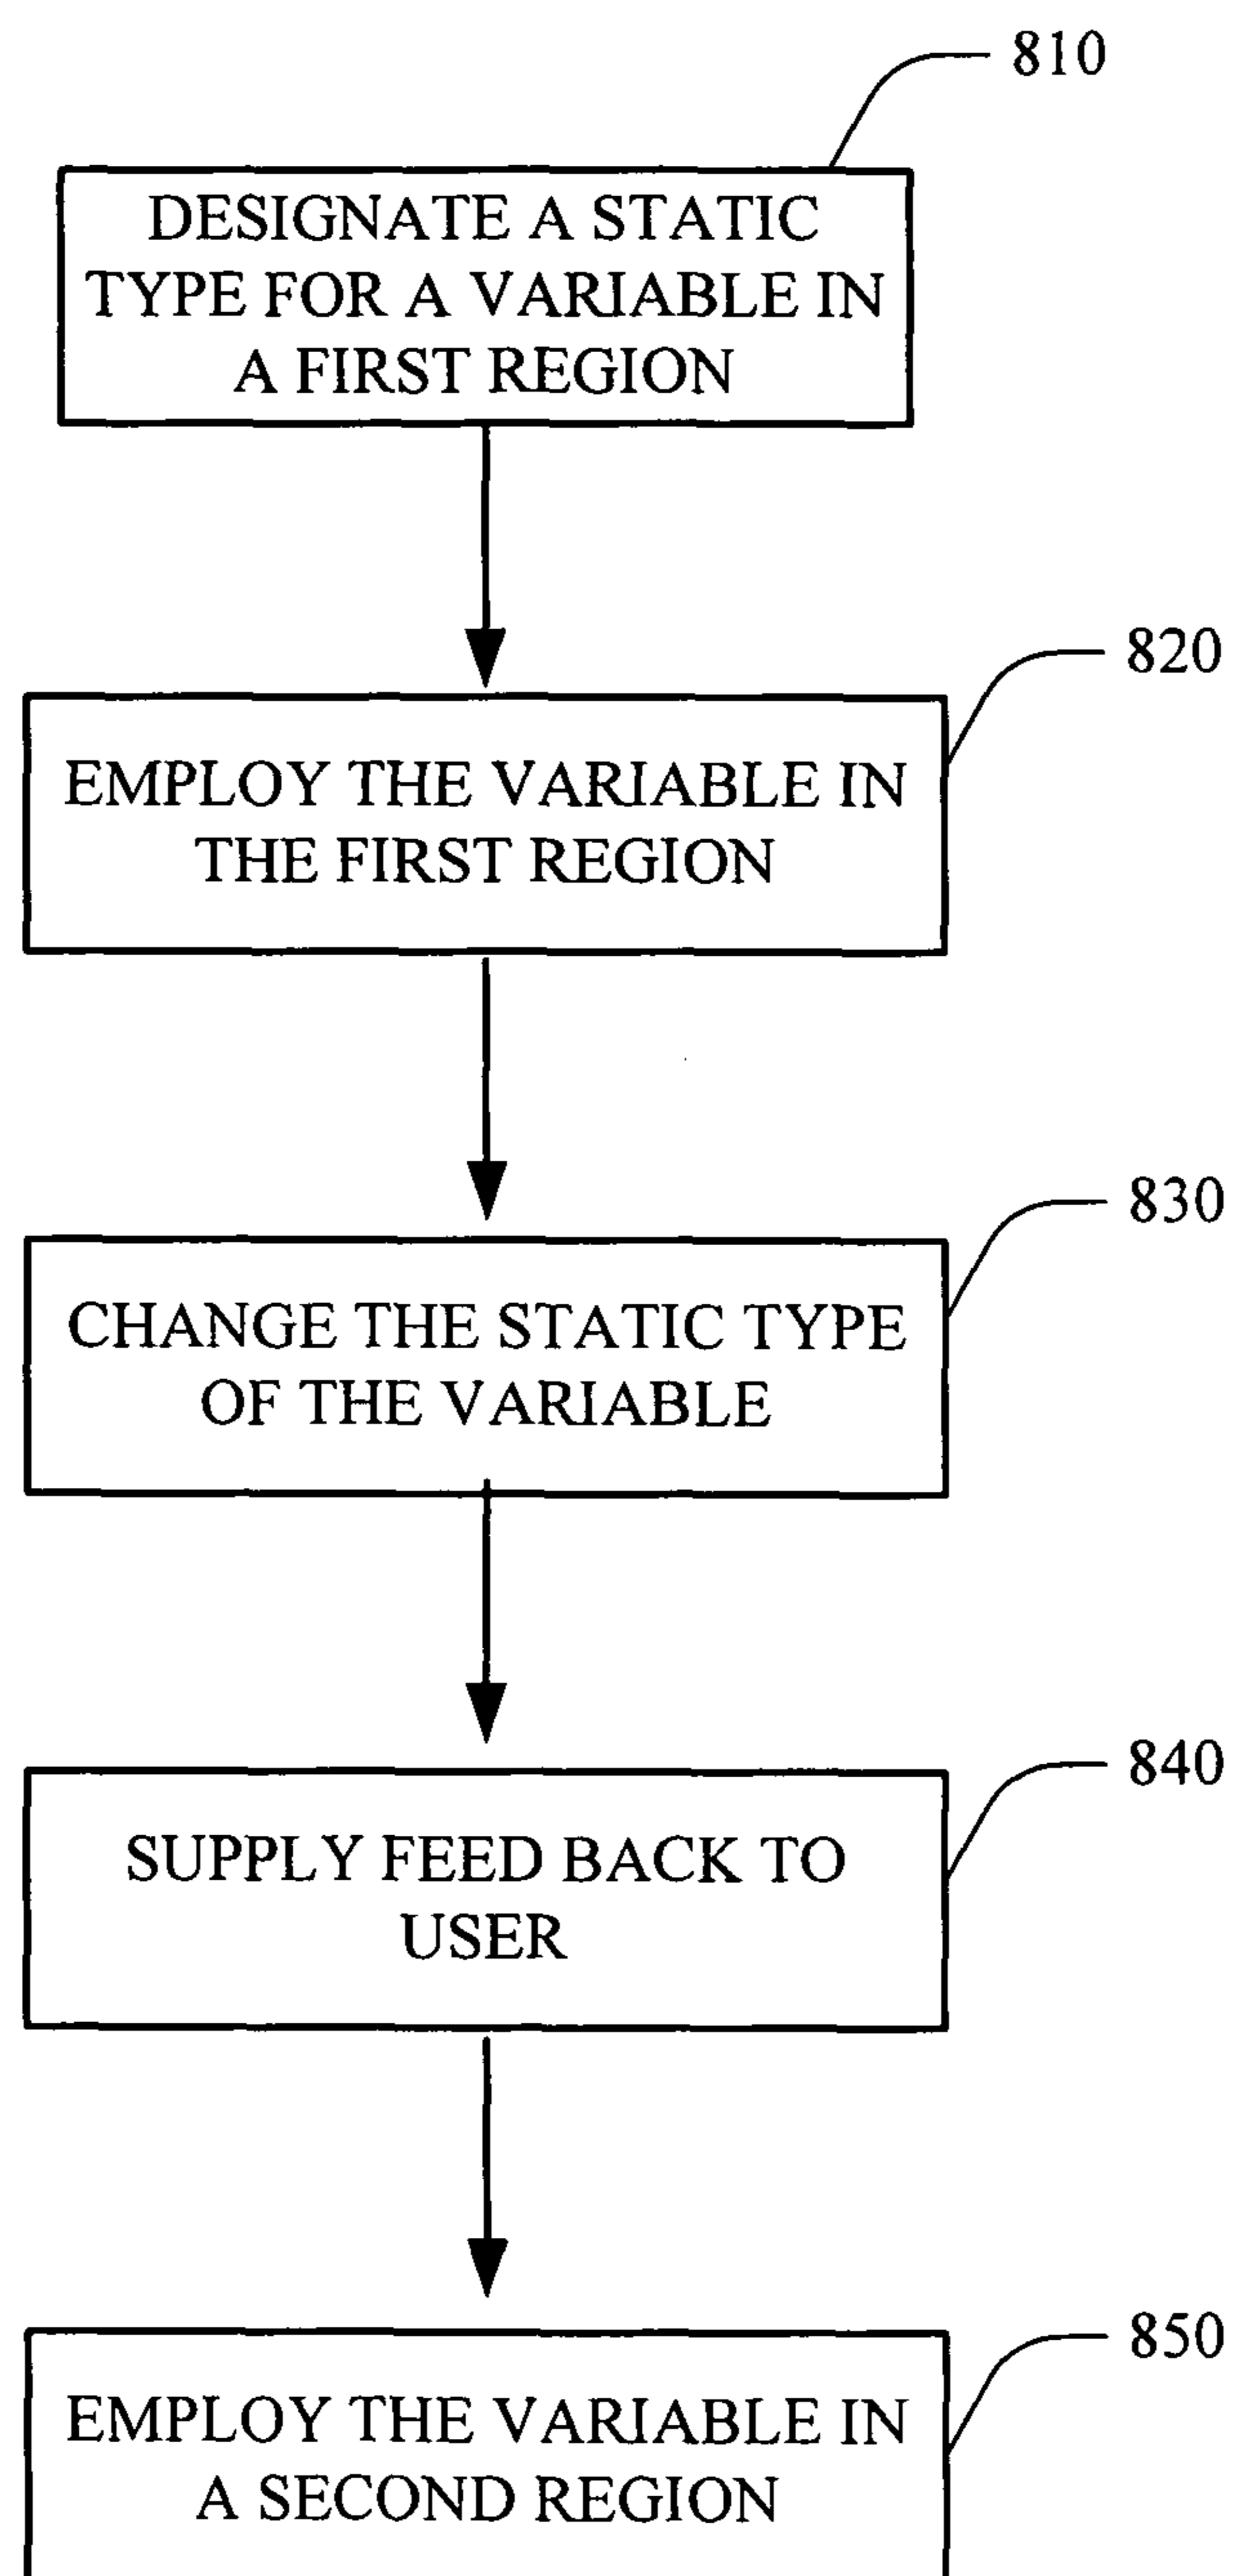 810
DESIGNATE A STATIC
TYPE FOR A VARIABLE IN
A FIRST REGION
820
EMPLOY THE VARIABLE IN
THE FIRST REGION
830
CHANGE THE STATIC TYPE
OF THE VARIABLE
840
SUPPLY FEED BACK TO
USER
850
EMPLOY THE VARIABLE IN
A SECOND REGION